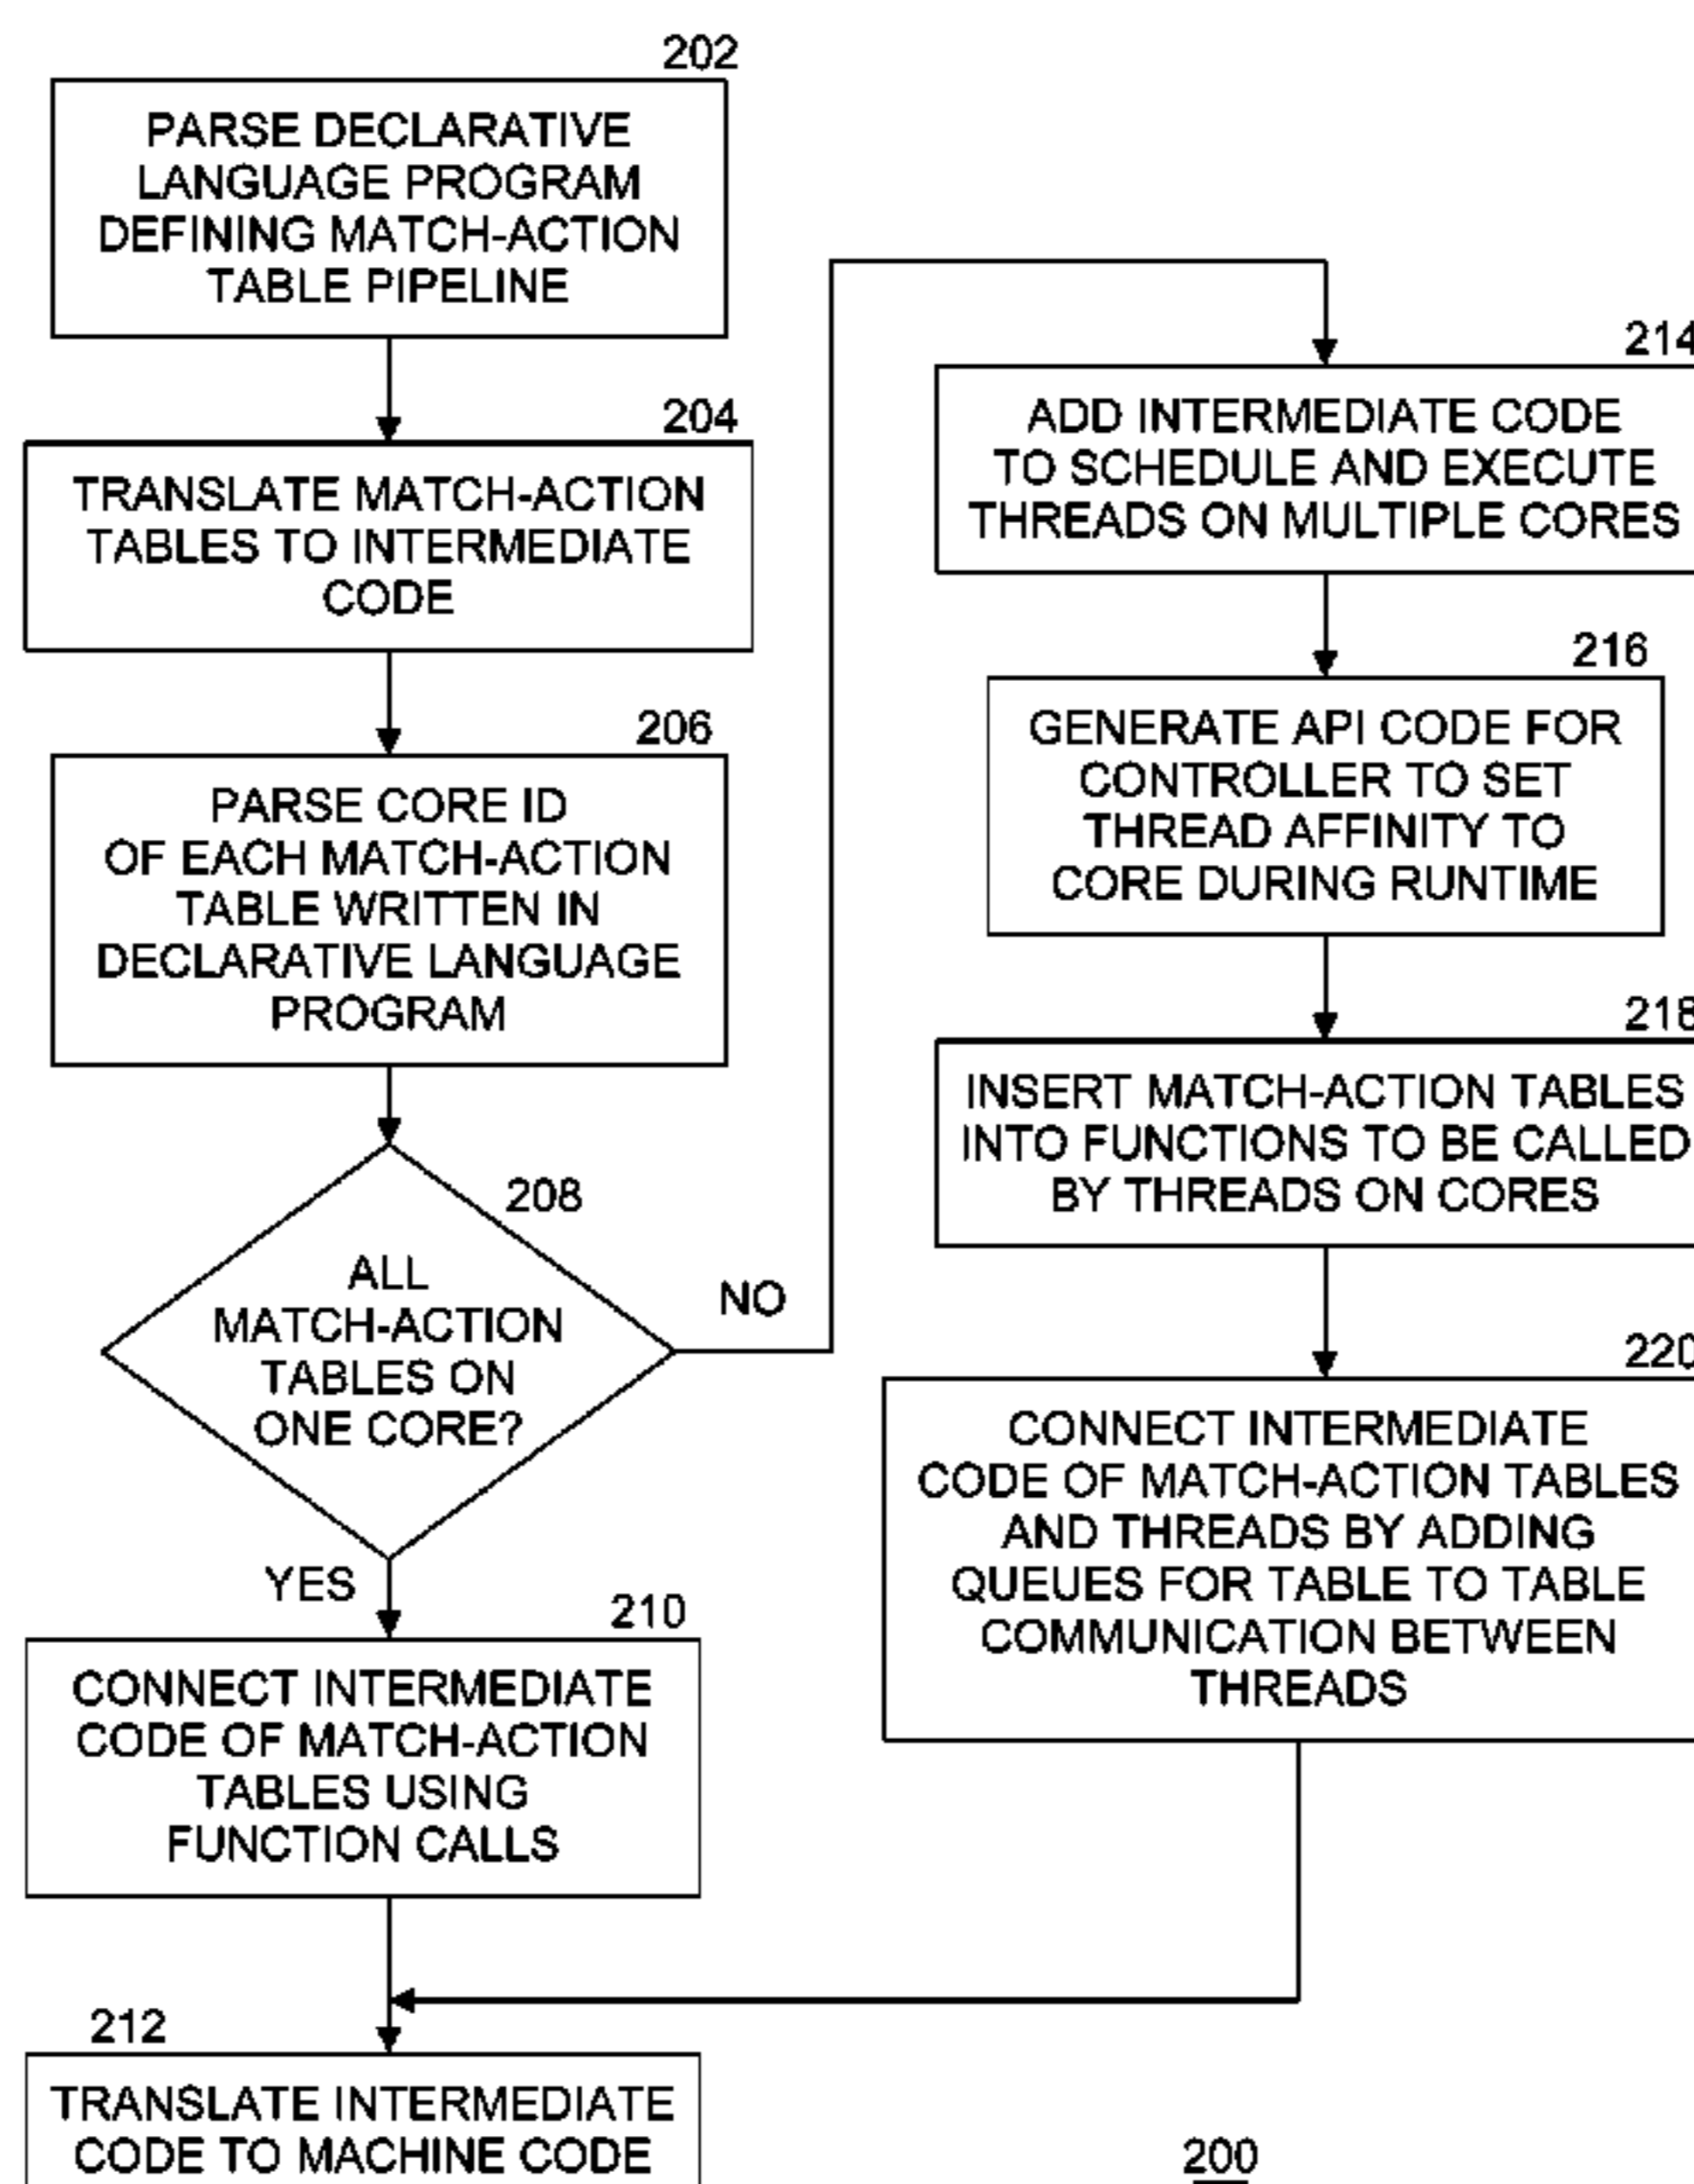 202
PARSE DECLARATIVE
LANGUAGE PROGRAM
DEFINING MATCH-ACTION
TABLE PIPELINE
204
TRANSLATE MATCH-ACTION
TABLES TO INTERMEDIATE
CODE
206
PARSE CORE ID
OF EACH MATCH-ACTION
TABLE WRITTEN IN
DECLARATIVE LANGUAGE
PROGRAM
208
ALL
MATCH-ACTION
TABLES ON
ONE CORE?
NO
YES
210
CONNECT INTERMEDIATE
CODE OF MATCH-ACTION
TABLES USING
FUNCTION CALLS
212
TRANSLATE INTERMEDIATE
CODE TO MACHINE CODE
214
ADD INTERMEDIATE CODE
TO SCHEDULE AND EXECUTE
THREADS ON MULTIPLE CORES
216
GENERATE API CODE FOR
CONTROLLER TO SET
THREAD AFFINITY TO
CORE DURING RUNTIME
218
INSERT MATCH-ACTION TABLES
INTO FUNCTIONS TO BE CALLED
BY THREADS ON CORES
220
CONNECT INTERMEDIATE
CODE OF MATCH-ACTION TABLES
AND THREADS BY ADDING
QUEUES FOR TABLE TO TABLE
COMMUNICATION BETWEEN
THREADS
200